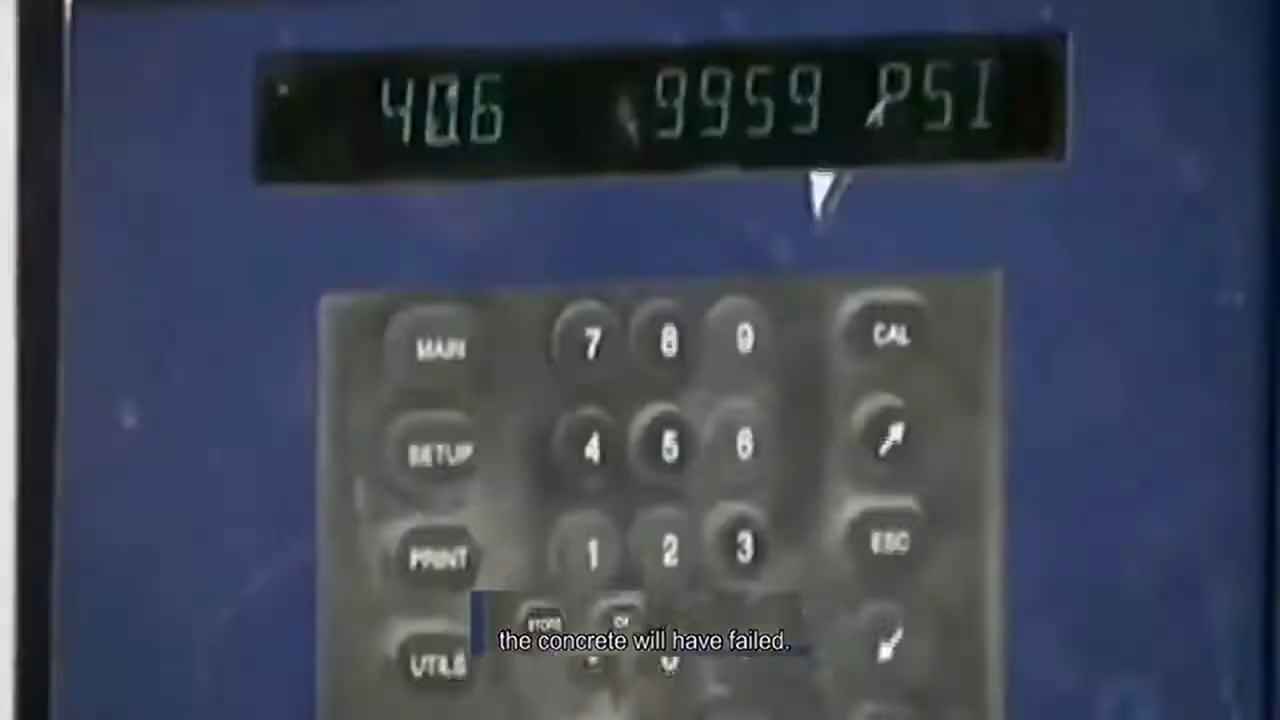 406 9959 PSI
MAIN 7 8 9 CAL
SETUP 4 5 6
PRINT 1 2 3 ESC
STORE
UTILS
the concrete will have failed.